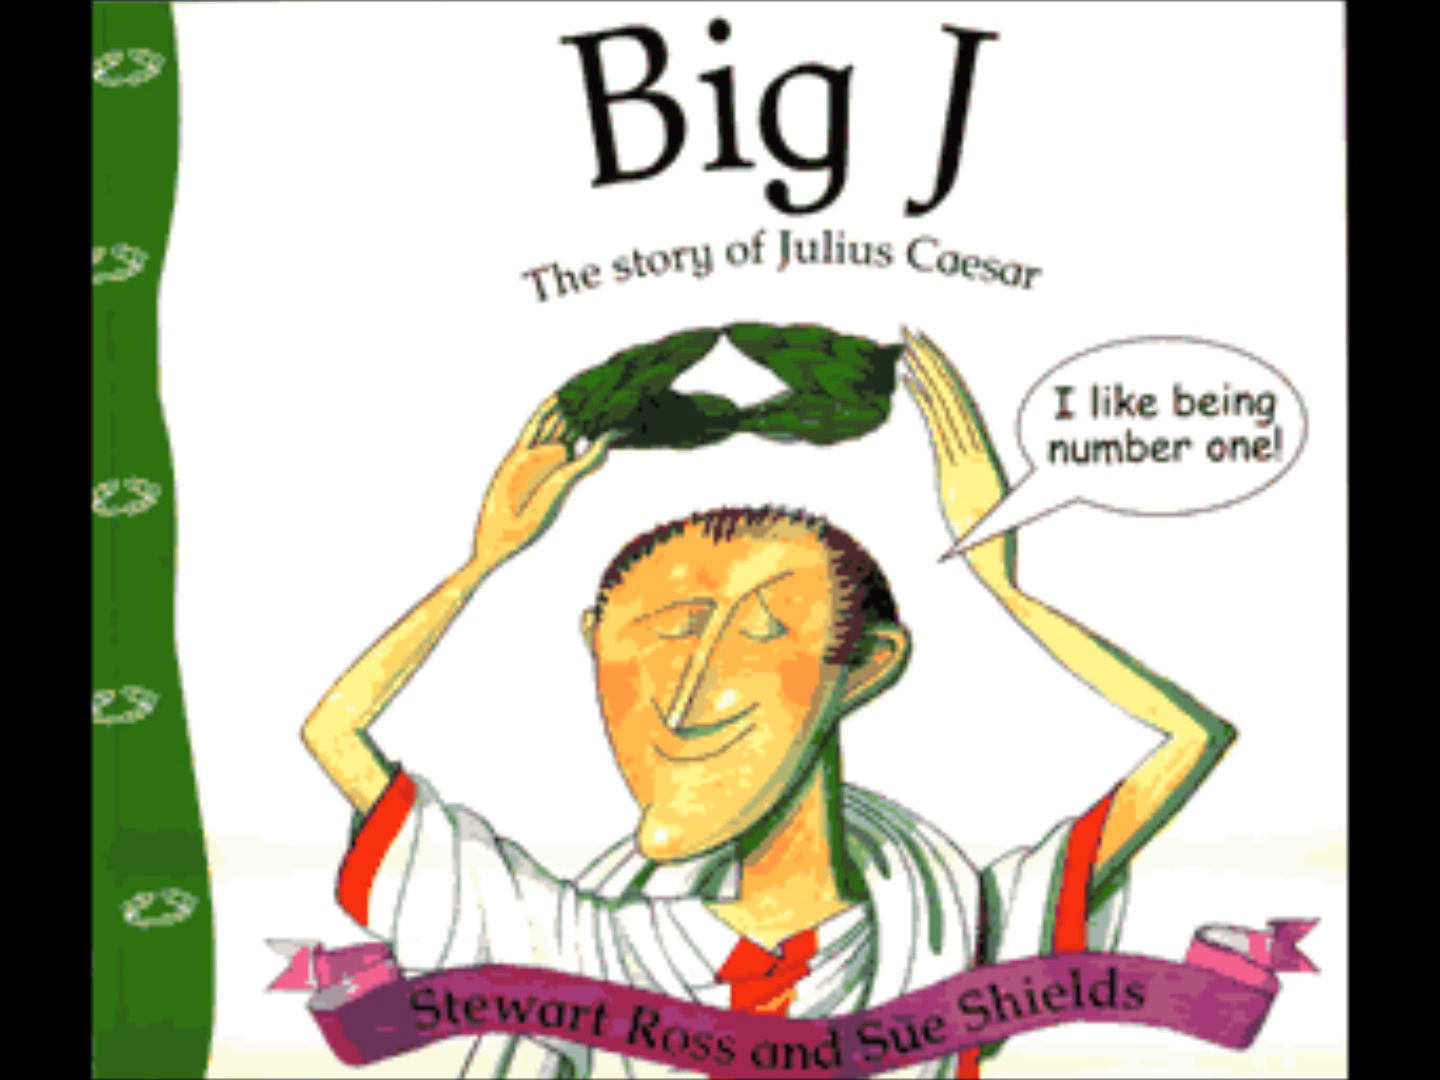 Big J
The story of Julius Caesar
I like being
number one!
Stewart Ross and Sue Shields